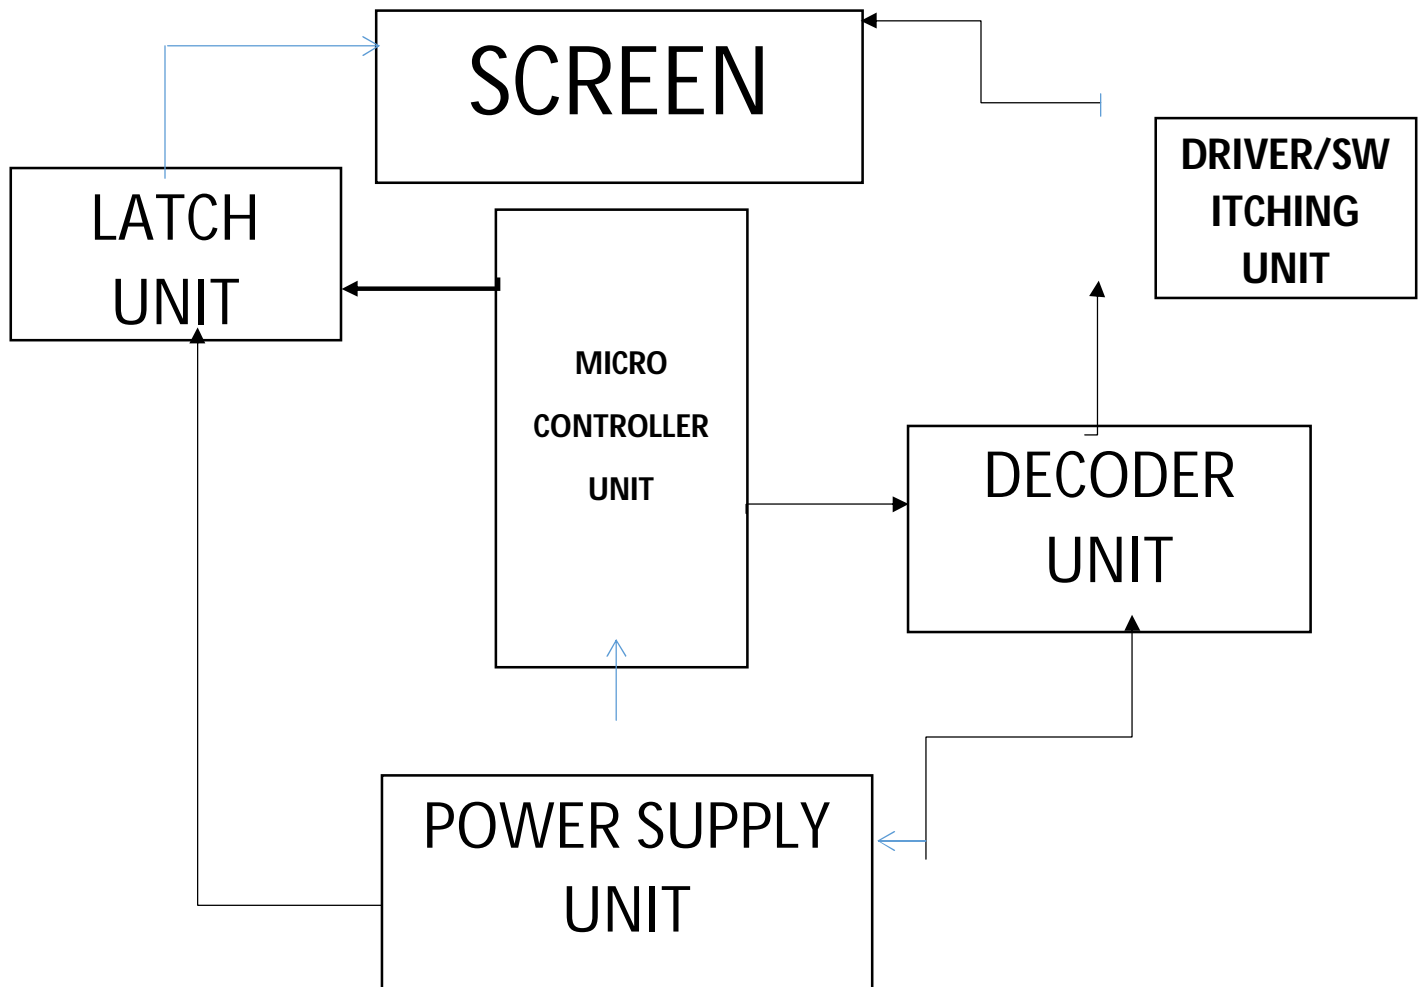 SCREEN
DRIVER/SW
ITCHING
UNIT
LATCH
UNIT
MICRO
CONTROLLER
UNIT
DECODER
UNIT
POWER SUPPLY
UNIT